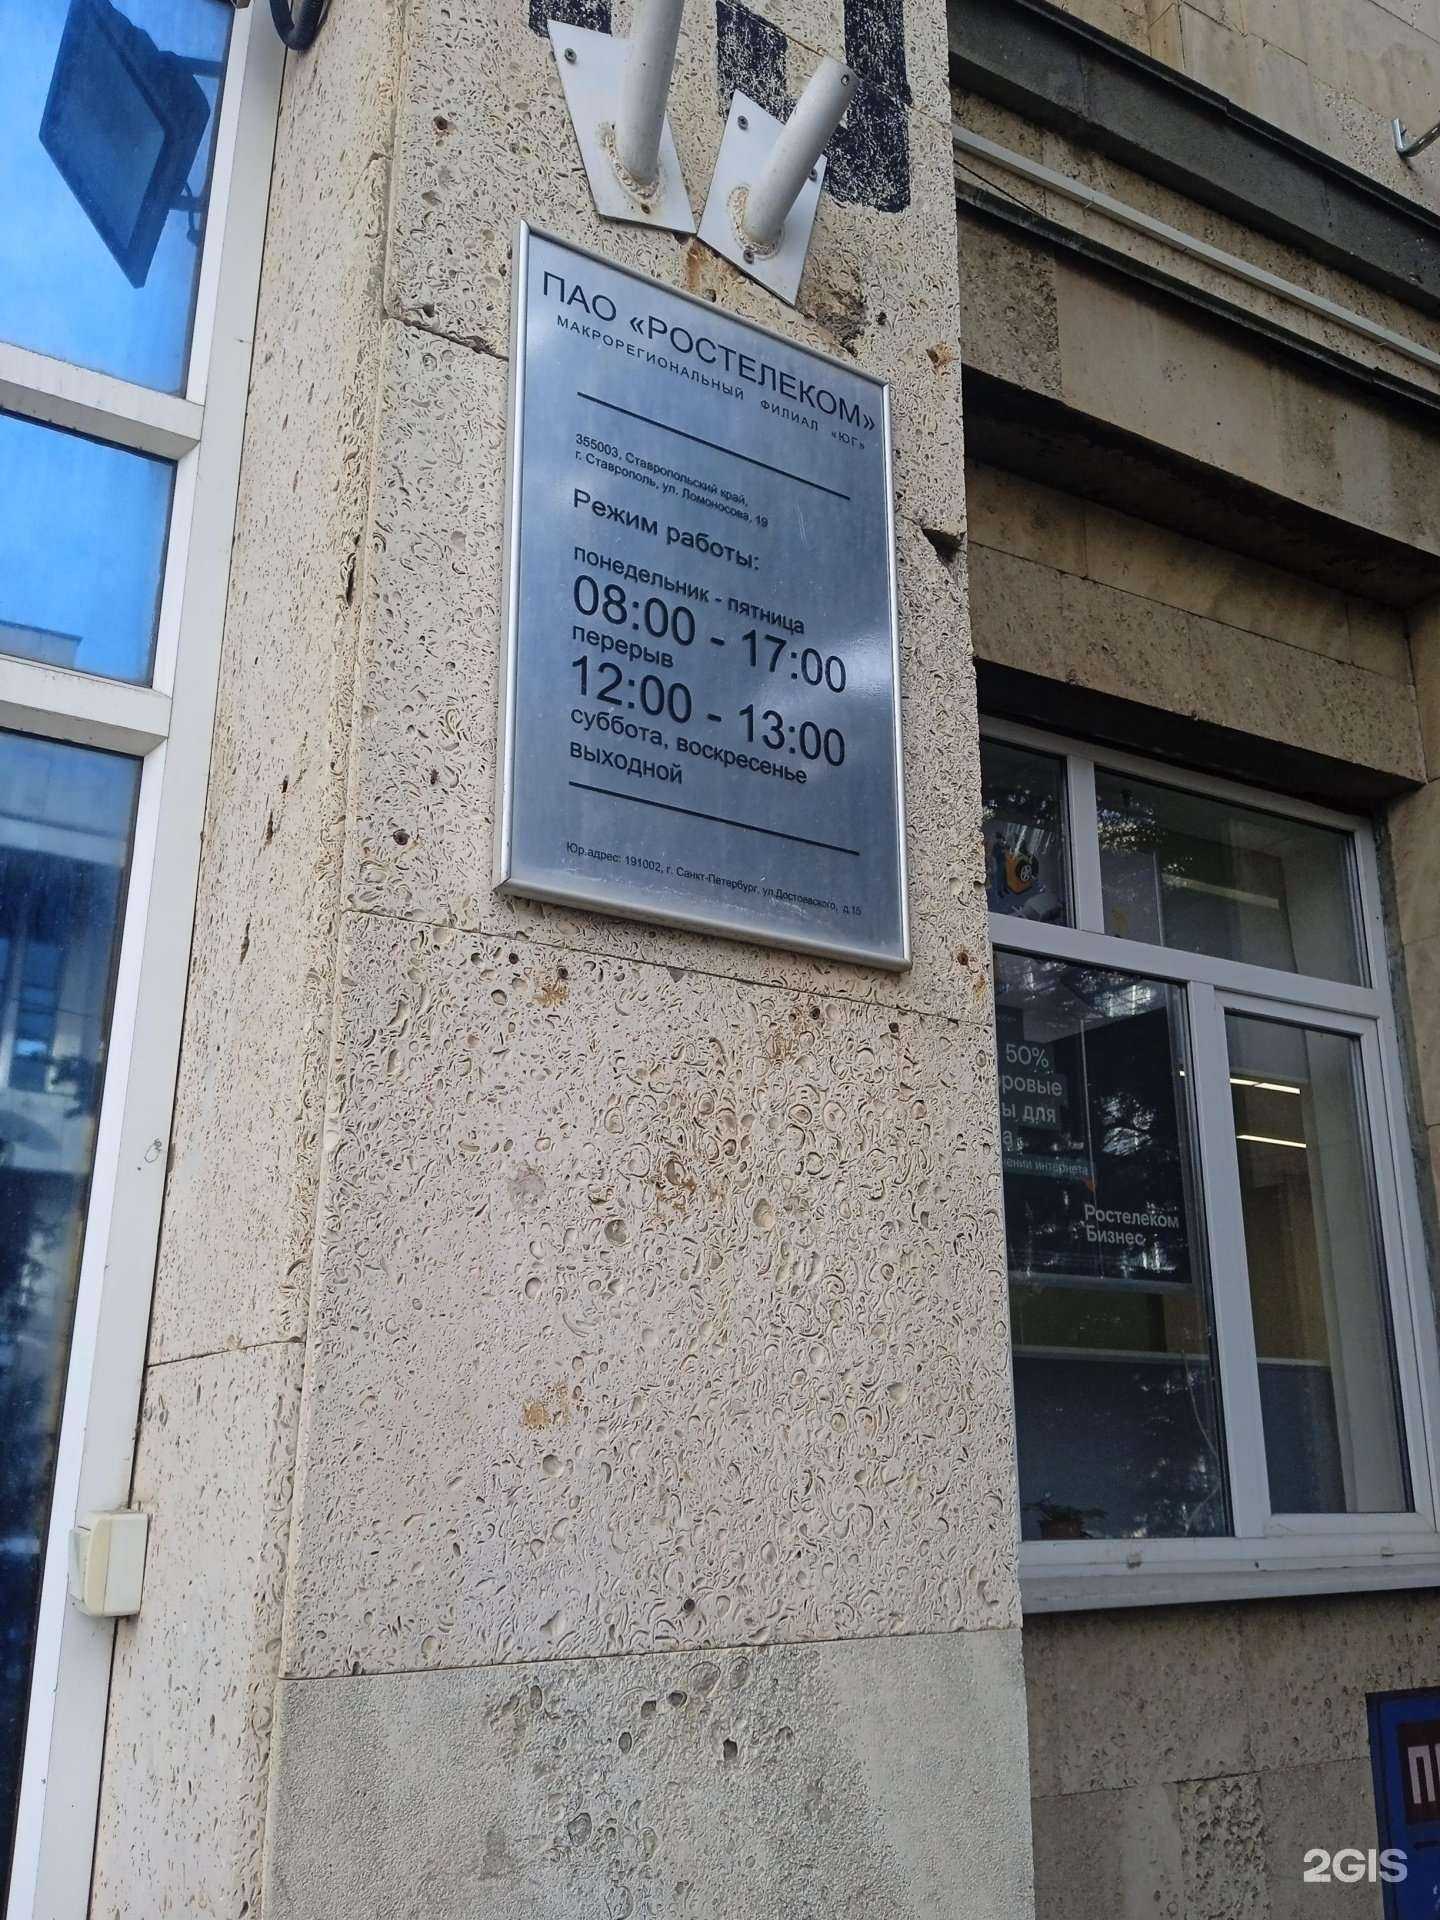 ПАО «РОСТЕЛЕКОМ»
МАКРОРЕГИОНАЛЬНЫЙ ФИЛИАЛ «ЮГ»
355003, Ставропольский край,
г. Ставрополь, ул. Ломоносова, 19
Режим работы:
понедельник - пятница
08:00 - 17:00
перерыв
12:00 - 13:00
суббота, воскресенье
выходной
Юр.адрес: 191002, г. Санкт-Петербург, ул.Достоевского, д.15
50%
ы для
интернета
Ростелеком
Бизнес
2GIS